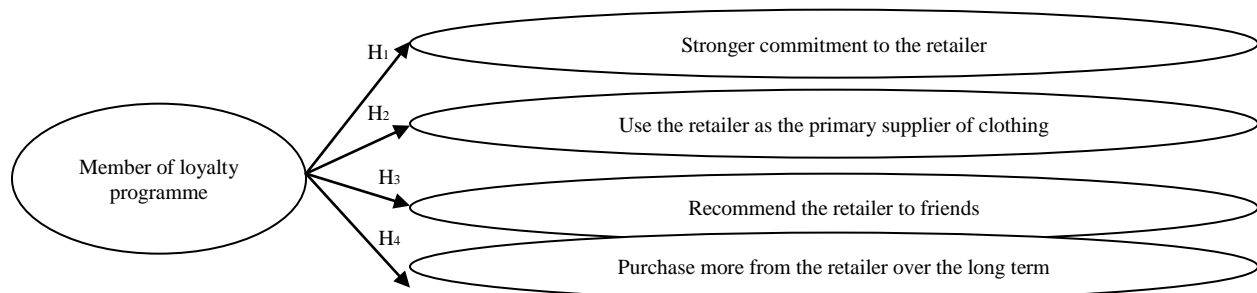 Stronger commitment to the retailer
H1
H2
Use the retailer as the primary supplier of clothing
Member of loyalty
programme
H3
Recommend the retailer to friends
H4
Purchase more from the retailer over the long term